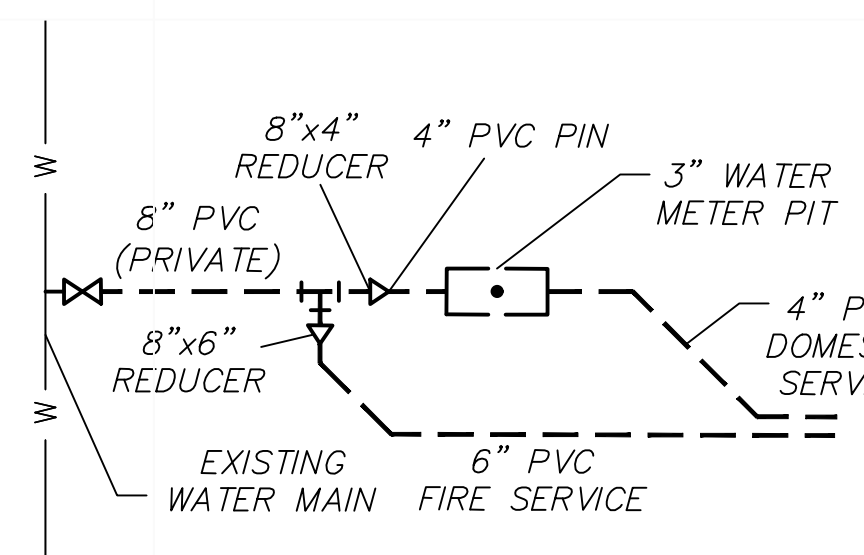 8”x4”
REDUCER
4” PVC PIN
3” WATER
METER PIT
W
8” PVC
(PRIVATE)
4”
8”x6”
REDUCER
W
EXISTING
WATER MAIN
6” PVC
FIRE SERVICE